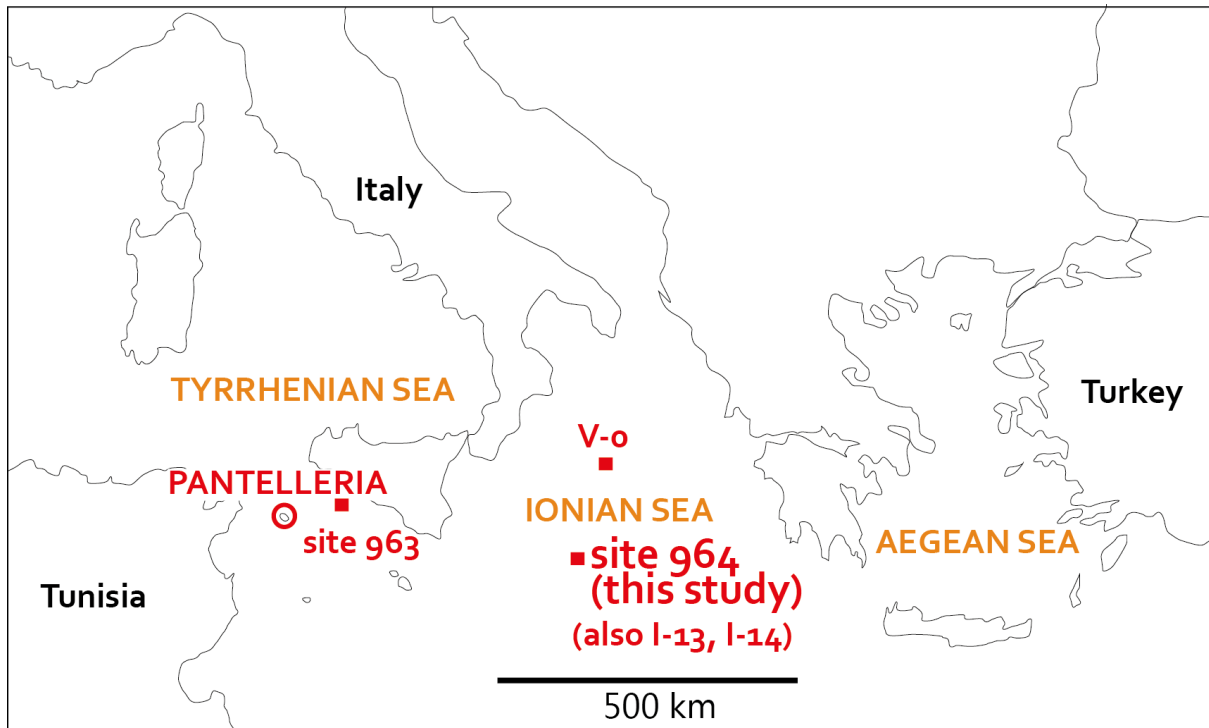 Italy
TYRRHENIAN SEA
Turkey
V-0
PANTELLERIA
IONIAN SEA
site 963
AEGEAN SEA
site 964
(this study)
Tunisia
(also I-13, I-14)
500 km